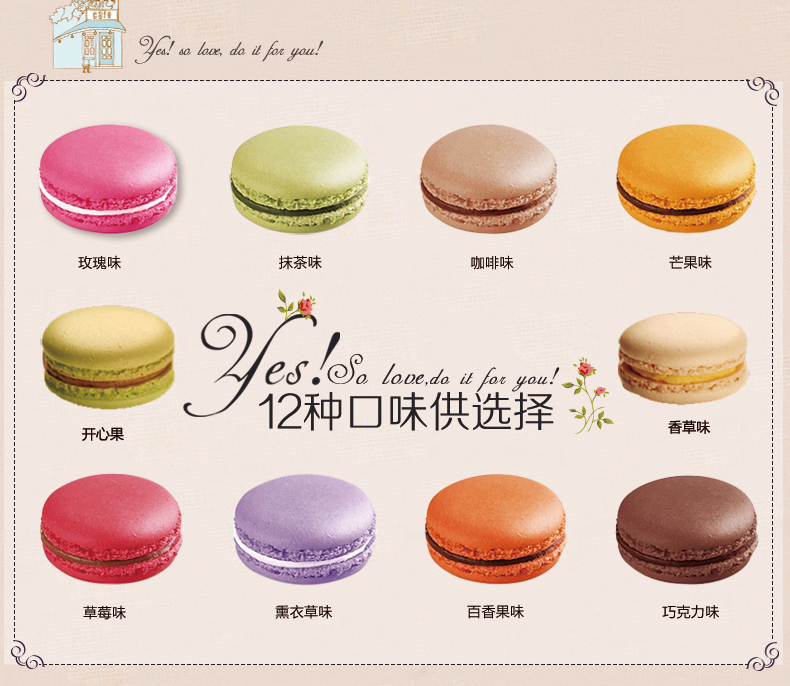 cafe
Yes! so love, do it for you!
玫瑰味
抹茶味
咖啡味
芒果味
开心果
Yes! So love,do it for you!
12种口味供选择
香草味
草莓味
熏衣草味
百香果味
巧克力味